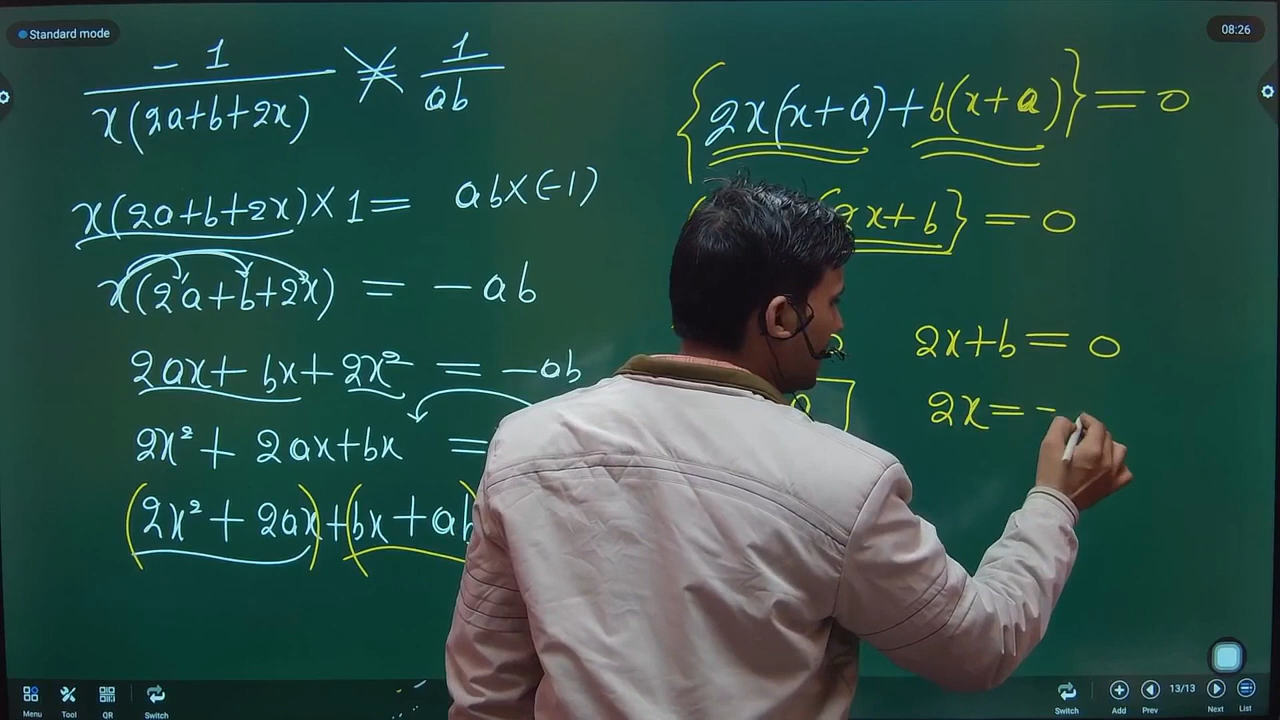 Standard mode
08:26
-1/x(2a+b+2x) = 1/ab
x(2a+b+2x)×1= ab×(-1)
x(2a+b+2x) = -ab
2ax+bx+2x² = -ab
2x²+2ax+bx =
(2x²+2ax)+(bx+ab
{2x(x+a)+b(x+a)}=0
2x+b} = 0
2x+b=0
2x=-
Menu
Tool
QR
Switch
Switch
Add
Prev
13/13
Next
List